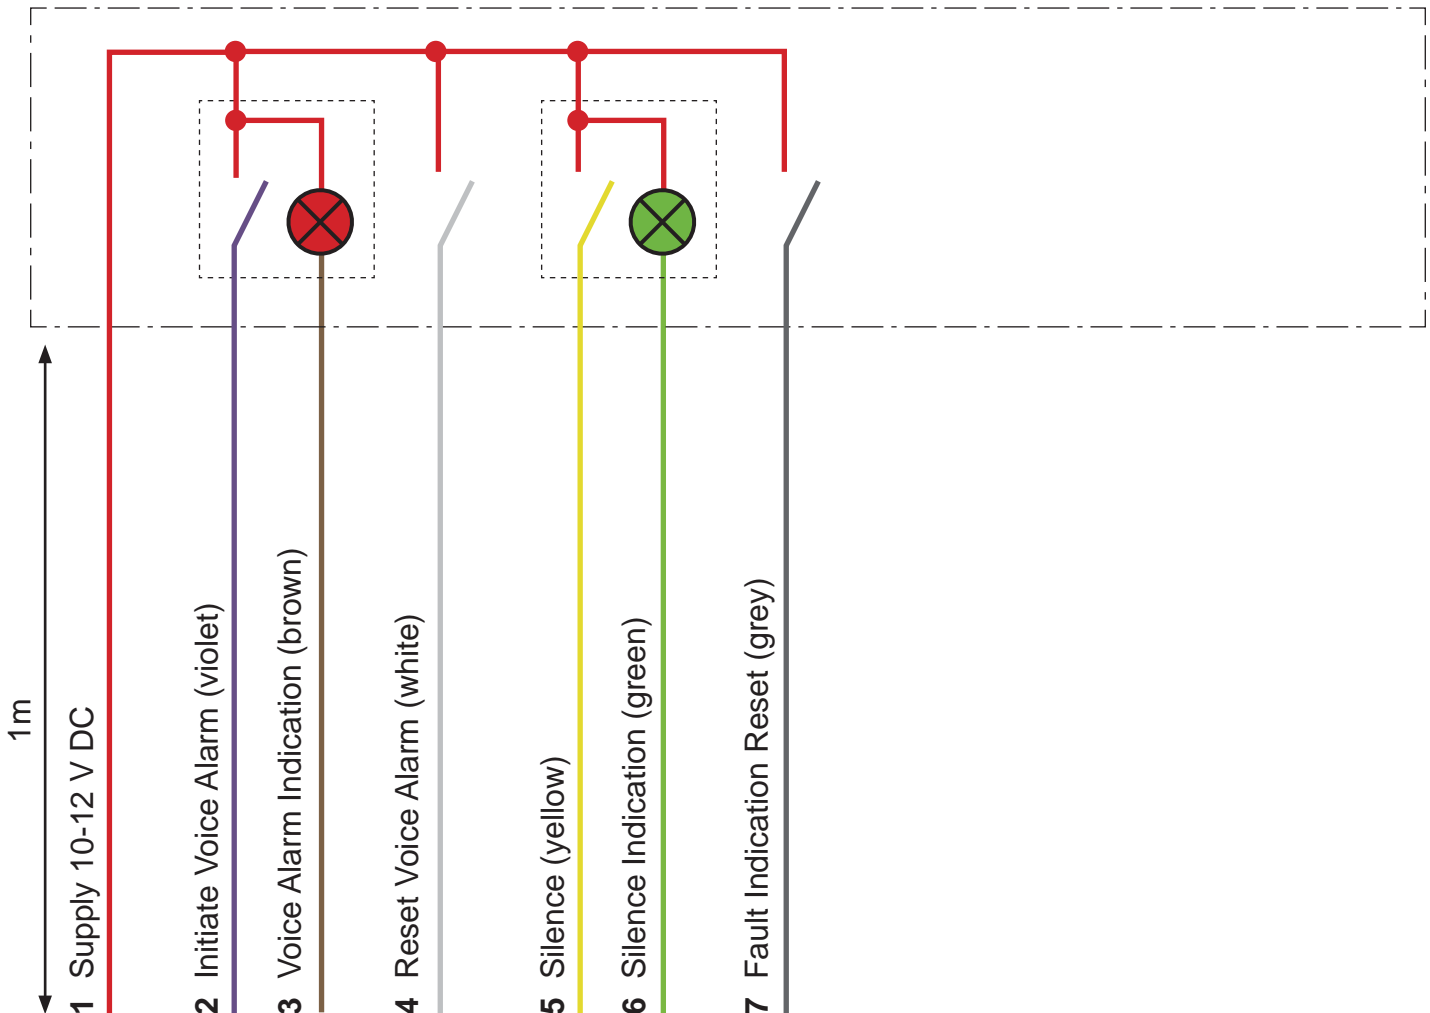 1m
1 Supply 10-12 V DC
2 Initiate Voice Alarm (violet)
3 Voice Alarm Indication (brown)
4 Reset Voice Alarm (white)
5 Silence (yellow)
6 Silence Indication (green)
7 Fault Indication Reset (grey)